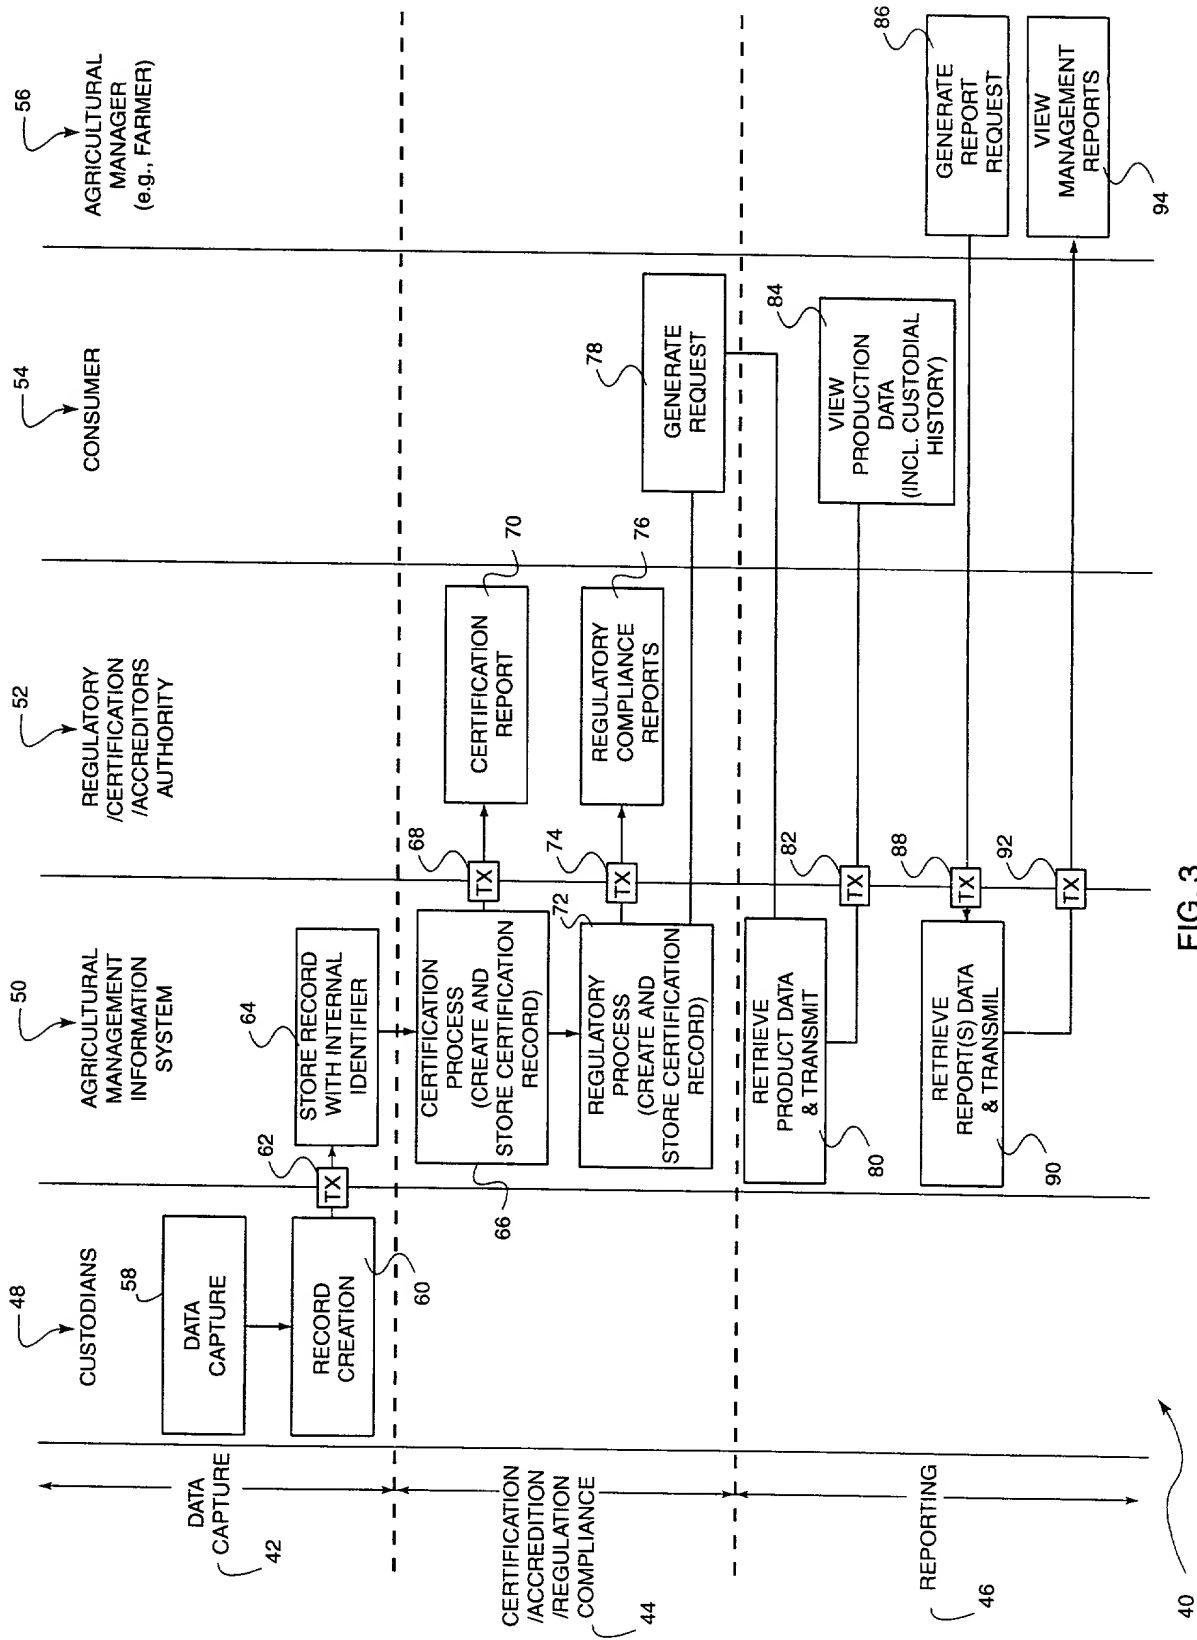 48
CUSTODIANS
50
AGRICULTURAL
MANAGEMENT
INFORMATION
SYSTEM
52
REGULATORY
/CERTIFICATION
/ACCREDITORS
AUTHORITY
54
CONSUMER
56
AGRICULTURAL
MANAGER
(e.g., FARMER)
DATA
CAPTURE
42
58
DATA
CAPTURE
RECORD
CREATION
60
62
TX
64
STORE RECORD
WITH INTERNAL
IDENTIFIER
CERTIFICATION
/ACCREDITION
/REGULATION
COMPLIANCE
44
CERTIFICATION
PROCESS
(CREATE AND
STORE CERTIFICATION
RECORD)
66
68
TX
CERTIFICATION
REPORT
70
72
REGULATORY
PROCESS
(CREATE AND
STORE CERTIFICATION
RECORD)
74
TX
REGULATORY
COMPLIANCE
REPORTS
76
78
GENERATE
REQUEST
REPORTING
46
RETRIEVE
PRODUCT DATA
& TRANSMIT
80
82
TX
84
VIEW
PRODUCTION
DATA
(INCL. CUSTODIAL
HISTORY)
86
GENERATE
REPORT
REQUEST
88
TX
RETRIEVE
REPORT(S) DATA
& TRANSMIL
90
92
TX
VIEW
MANAGEMENT
REPORTS
94
40
FIG. 3